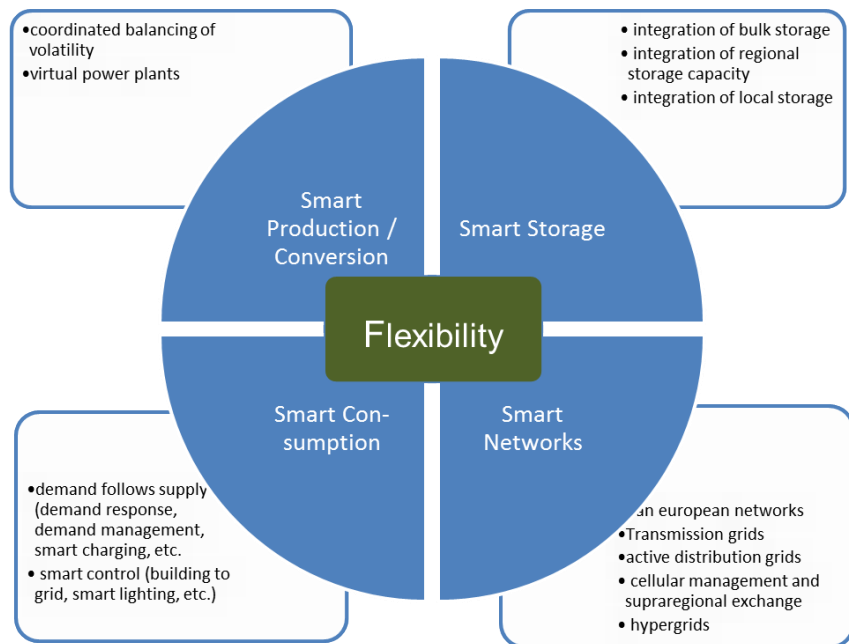 •coordinated balancing of
volatility
•virtual power plants
• integration of bulk storage
• integration of regional
storage capacity
• integration of local storage
Smart
Production /
Conversion
Smart Storage
Flexibility
Smart Con-
sumption
Smart
Networks
•demand follows supply
(demand response,
demand management,
smart charging, etc.
• smart control (building to
grid, smart lighting, etc.)
an european networks
•Transmission grids
•active distribution grids
• cellular management and
supraregional exchange
• hypergrids